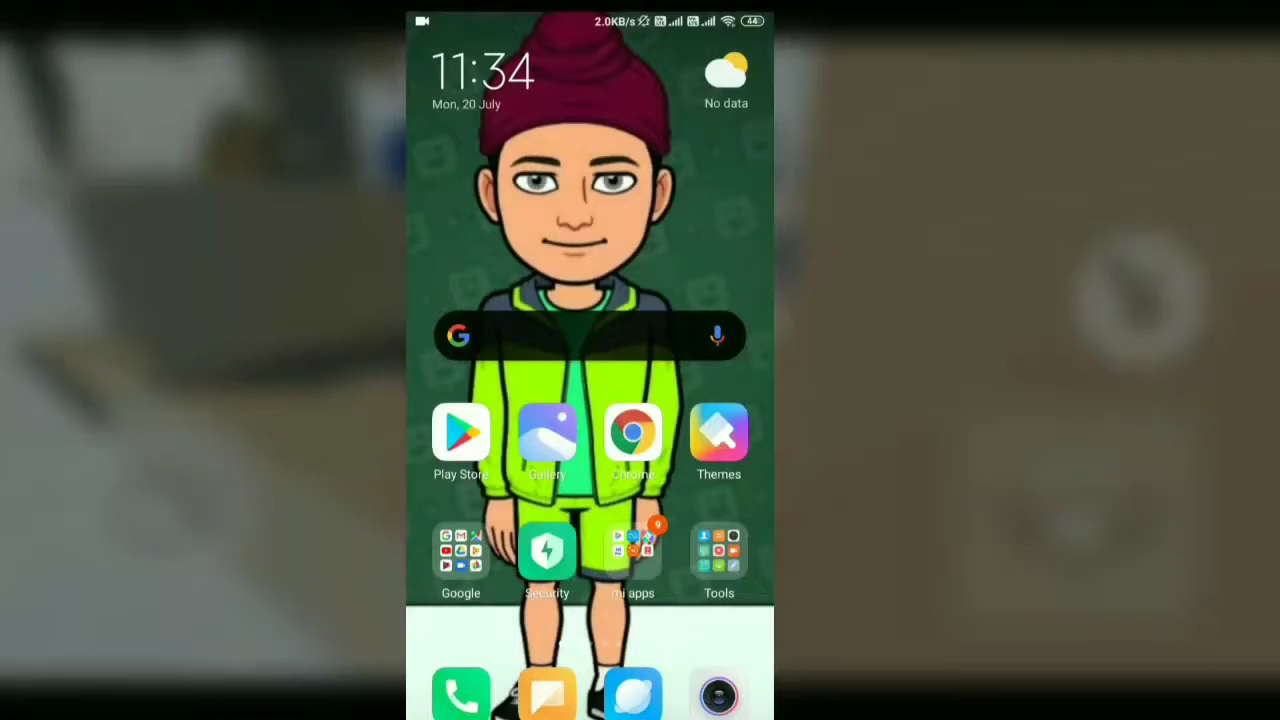 2.0KB/s 44
11:34
Mon, 20 July
No data
Play Store Gallery Chrome Themes
9
Google Security mi apps Tools